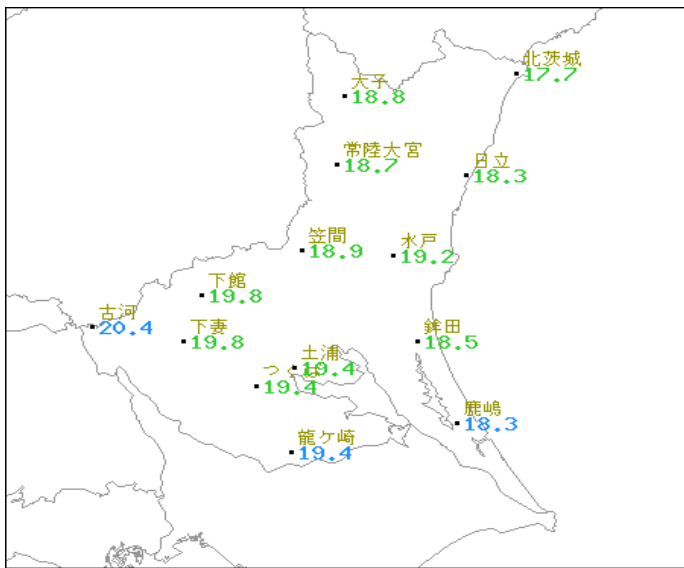 北茨城
17.7
大子
18.8
常陸大宮
18.7
日立
18.3
笠間
18.9
水戸
19.2
下館
19.8
古河
20.4
下妻
19.8
鉾田
18.5
土浦
19.4
つくば
19.4
鹿嶋
18.3
龍ケ崎
19.4